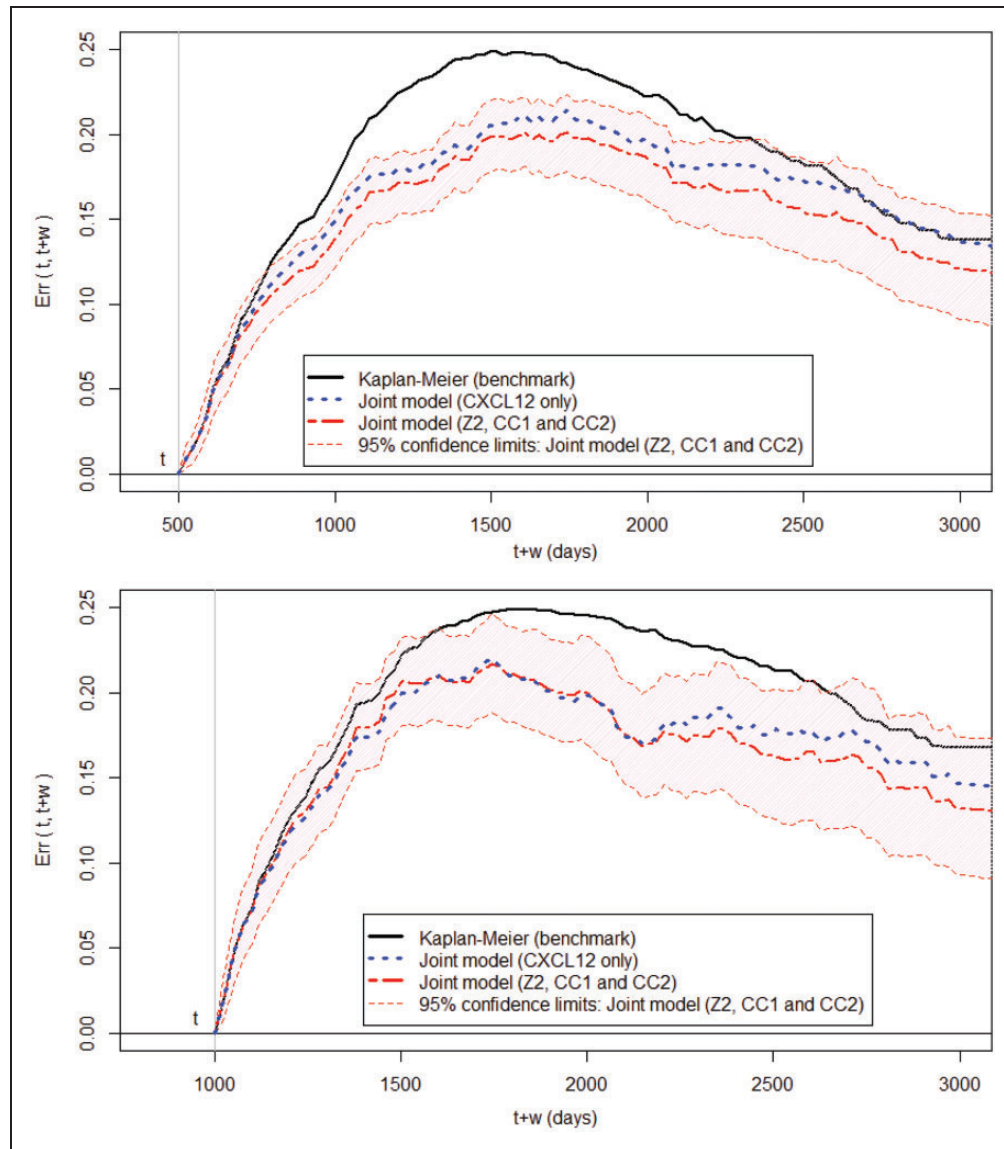 0.25
0.20
0.15
0.10
0.05
0.00
Err ( t, t+w )
t
Kaplan-Meier (benchmark)
Joint model (CXCL12 only)
Joint model (Z2, CC1 and CC2)
95% confidence limits: Joint model (Z2, CC1 and CC2)
500 1000 1500 2000 2500 3000
t+w (days)
0.25
0.20
0.15
0.10
0.05
0.00
Err ( t, t+w )
t
Kaplan-Meier (benchmark)
Joint model (CXCL12 only)
Joint model (Z2, CC1 and CC2)
95% confidence limits: Joint model (Z2, CC1 and CC2)
1000 1500 2000 2500 3000
t+w (days)